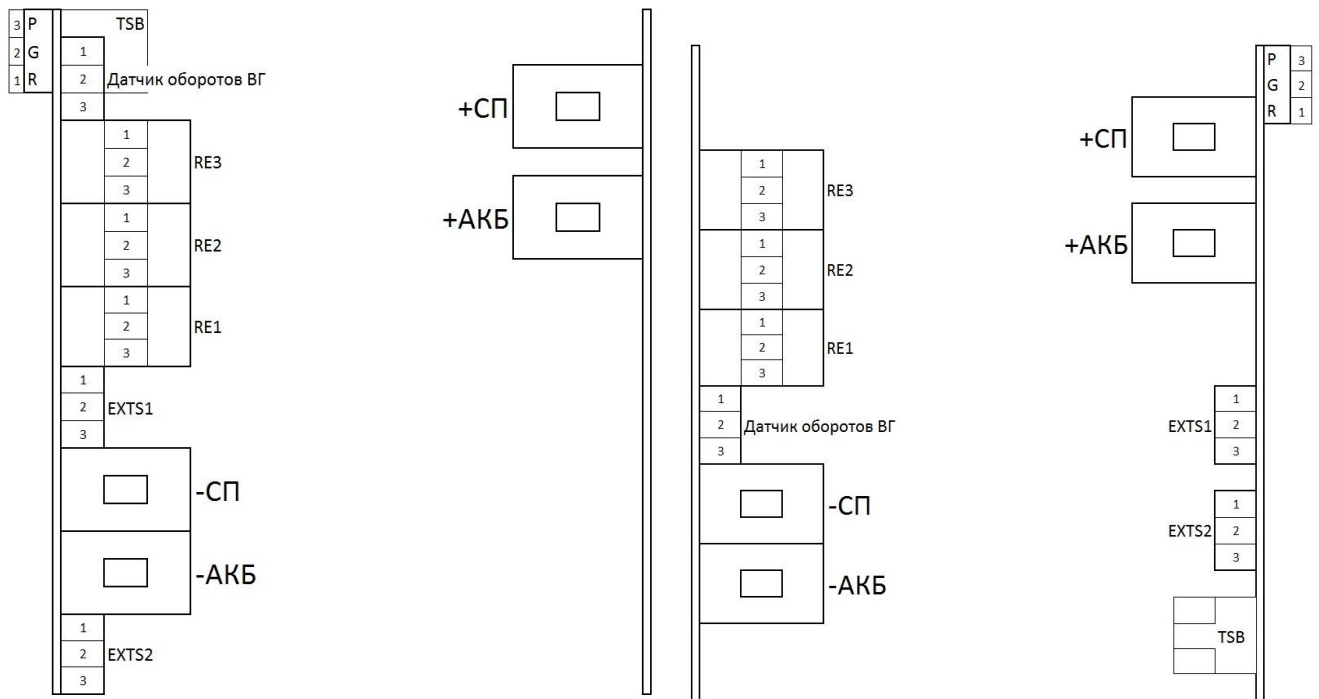 3 P TSB
2 G
1 R
1
2 Датчик оборотов ВГ
3
1
2 RE3
3
1
2 RE2
3
1
2 RE1
3
1
2 EXTS1
3
-СП
-АКБ
1
2 EXTS2
3
+СП
+АКБ
1
2 RE3
3
1
2 RE2
3
1
2 RE1
3
1
2 Датчик оборотов ВГ
3
-СП
-АКБ
P 3
G 2
R 1
+СП
+АКБ
1
EXTS1 2
3
1
EXTS2 2
3
TSB